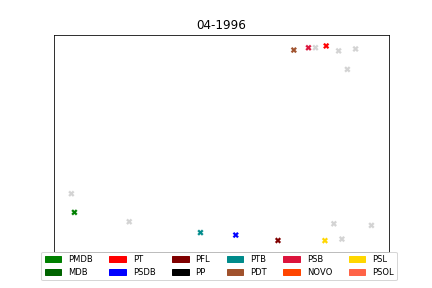 04-1996
PMDB PT PFL PTB PSB PSL
MDB PSDB PP PDT NOVO PSOL